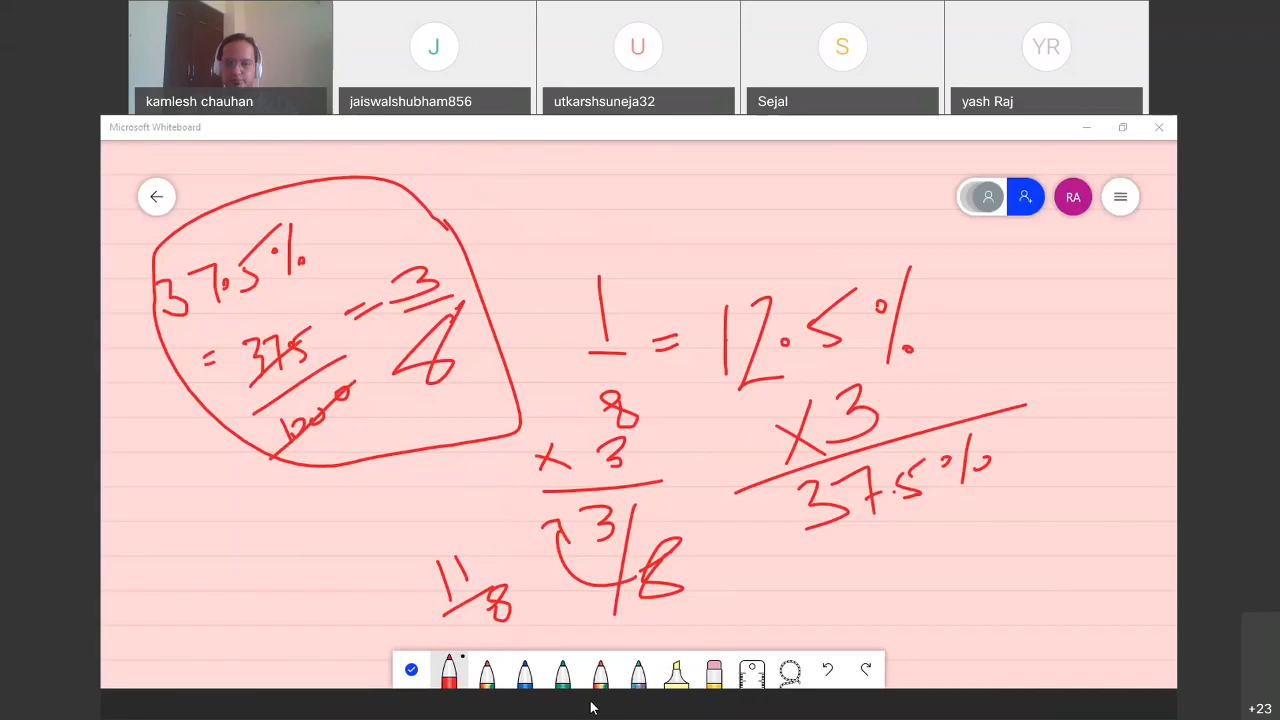 J
U
S
YR
kamlesh chauhan
jaiswalshubham856
utkarshsuneja32
Sejal
yash Raj
Microsoft Whiteboard
RA
37.5%
= 375/1000 = 3/8
1/8 = 12.5%
× 3
× 3
3/8
37.5%
11/8
+23